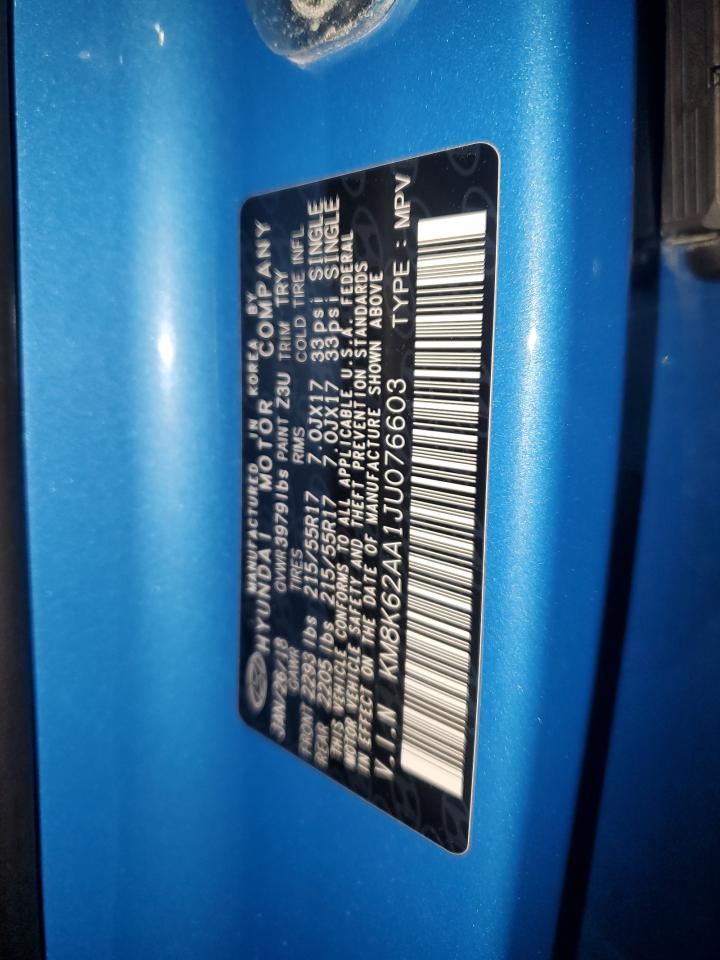 MANUFACTURED IN KOREA BY
HYUNDAI MOTOR COMPANY
JAN/26/18 GVWR 3979lbs PAINT Z3U TRIM TRY
GAWR TIRES RIMS COLD TIRE INFL
FRONT 2293 lbs 215/55R17 7.0JX17 33psi SINGLE
REAR 2205 lbs 215/55R17 7.0JX17 33psi SINGLE
THIS VEHICLE CONFORMS TO ALL APPLICABLE U.S.A. FEDERAL
MOTOR VEHICLE SAFETY AND THEFT PREVENTION STANDARDS
IN EFFECT ON THE DATE OF MANUFACTURE SHOWN ABOVE
V.I.N KM8K62AA1JU076603 TYPE : MPV